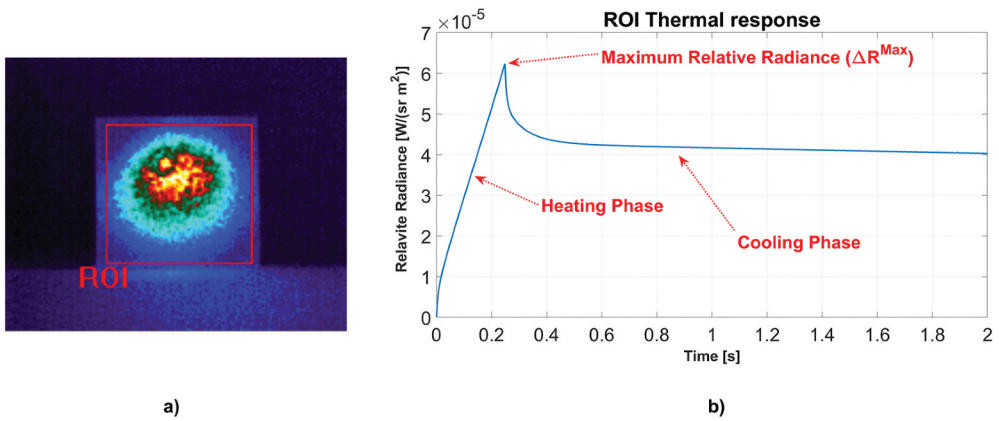 ROI
a)
ROI Thermal response
×10⁻⁵
Maximum Relative Radiance (ΔR^Max)
Heating Phase
Cooling Phase
Relavite Radiance [W/(sr m²)]
7
6
5
4
3
2
1
0
0 0.2 0.4 0.6 0.8 1 1.2 1.4 1.6 1.8 2
Time [s]
b)